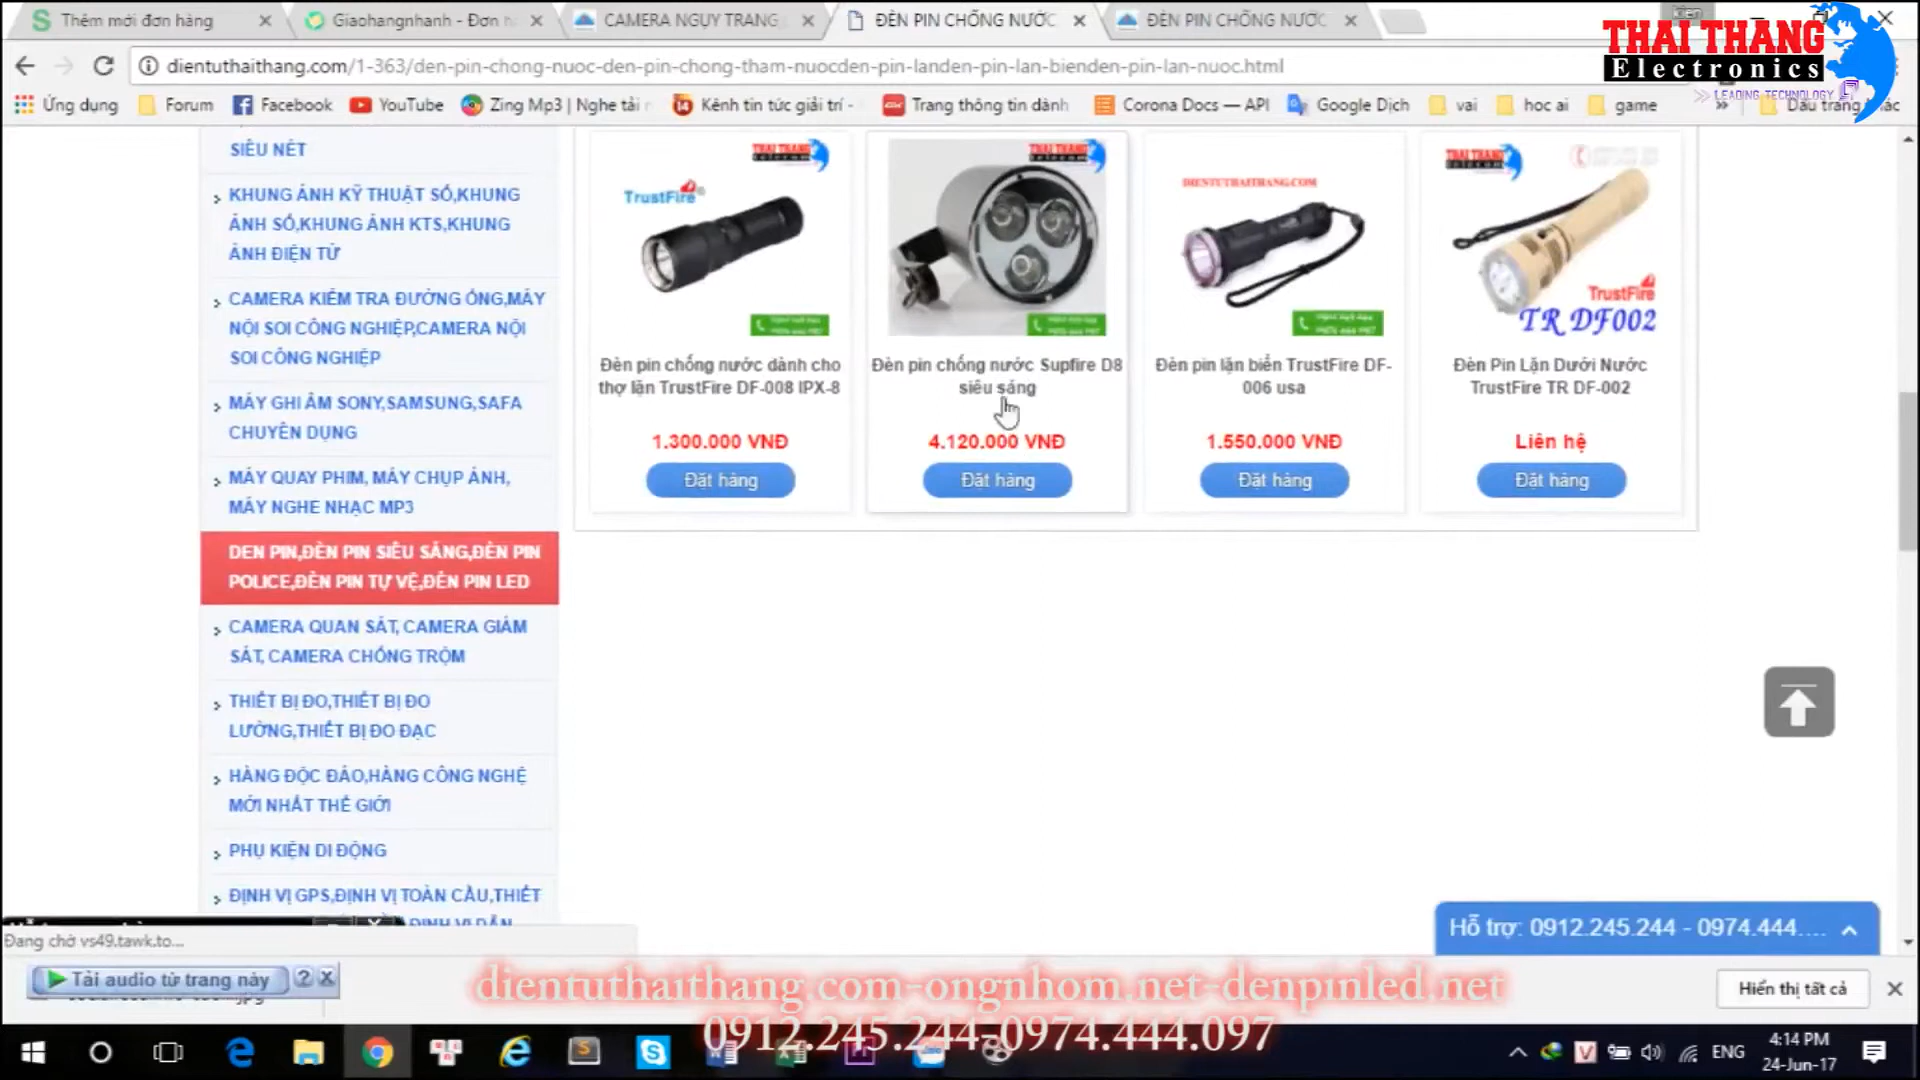 Thêm mới đơn hàng
Giaohangnhanh - Đơn h
CAMERA NGỤY TRANG
ĐÈN PIN CHỐNG NƯỚC
ĐÈN PIN CHỐNG NƯỚC
kien
THAI THANG
Electronics
LEADING TECHNOLOGY
dientuthaithang.com/1-363/den-pin-chong-nuoc-den-pin-chong-tham-nuocden-pin-landen-pin-lan-bienden-pin-lan-nuoc.html
Ứng dụng
Forum
Facebook
YouTube
Zing Mp3 | Nghe tải
Kênh tin tức giải trí -
Trang thông tin dành
Corona Docs — API
Google Dịch
vai
hoc ai
game
Dấu trang khác
SIÊU NÉT
KHUNG ẢNH KỸ THUẬT SỐ,KHUNG
ẢNH SỐ,KHUNG ẢNH KTS,KHUNG
ẢNH ĐIỆN TỬ
CAMERA KIỂM TRA ĐƯỜNG ỐNG,MÁY
NỘI SOI CÔNG NGHIỆP,CAMERA NỘI
SOI CÔNG NGHIỆP
MÁY GHI ÂM SONY,SAMSUNG,SAFA
CHUYÊN DỤNG
MÁY QUAY PHIM, MÁY CHỤP ẢNH,
MÁY NGHE NHẠC MP3
DEN PIN,ĐÈN PIN SIÊU SÁNG,ĐÈN PIN
POLICE,ĐÈN PIN TỰ VỆ,ĐÈN PIN LED
CAMERA QUAN SÁT, CAMERA GIÁM
SÁT, CAMERA CHỐNG TRỘM
THIẾT BỊ ĐO,THIẾT BỊ ĐO
LƯỜNG,THIẾT BỊ ĐO ĐẠC
HÀNG ĐỘC ĐÁO,HÀNG CÔNG NGHỆ
MỚI NHẤT THẾ GIỚI
PHỤ KIỆN DI ĐỘNG
ĐỊNH VỊ GPS,ĐỊNH VỊ TOÀN CẦU,THIẾT
THAI THANG
TrustFire
Đèn pin chống nước dành cho
thợ lặn TrustFire DF-008 IPX-8
1.300.000 VNĐ
Đặt hàng
THAI THANG
Đèn pin chống nước Supfire D8
siêu sáng
4.120.000 VNĐ
Đặt hàng
DIENTUTHAITHANG.COM
Đèn pin lặn biển TrustFire DF-
006 usa
1.550.000 VNĐ
Đặt hàng
THAI THANG
TrustFire
TR DF002
Đèn Pin Lặn Dưới Nước
TrustFire TR DF-002
Liên hệ
Đặt hàng
Hỗ trợ: 0912.245.244 - 0974.444....
Đang chờ vs49.tawk.to...
Tải audio từ trang này
Hiển thị tất cả
dientuthaithang.com-ongnhom.net-denpinled.net
0912.245.244-0974.444.097
ENG
4:14 PM
24-Jun-17